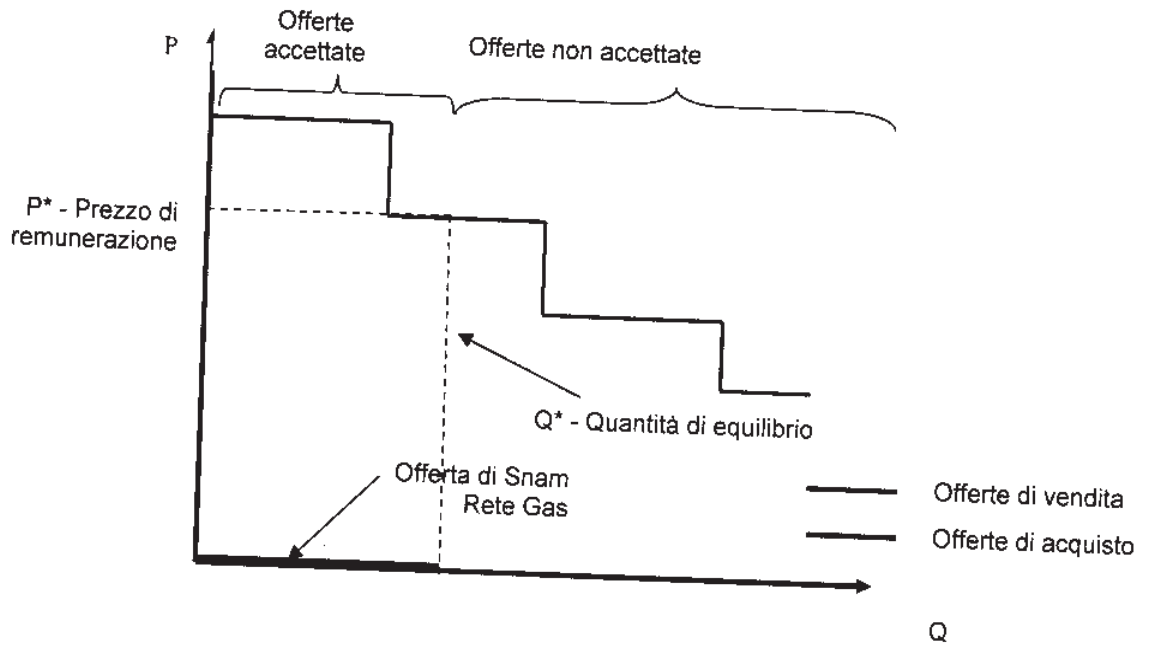 Offerte
accettate
Offerte non accettate
P
P* - Prezzo di
remunerazione
Q* - Quantità di equilibrio
Offerta di Snam
Rete Gas
Offerte di vendita
Offerte di acquisto
Q